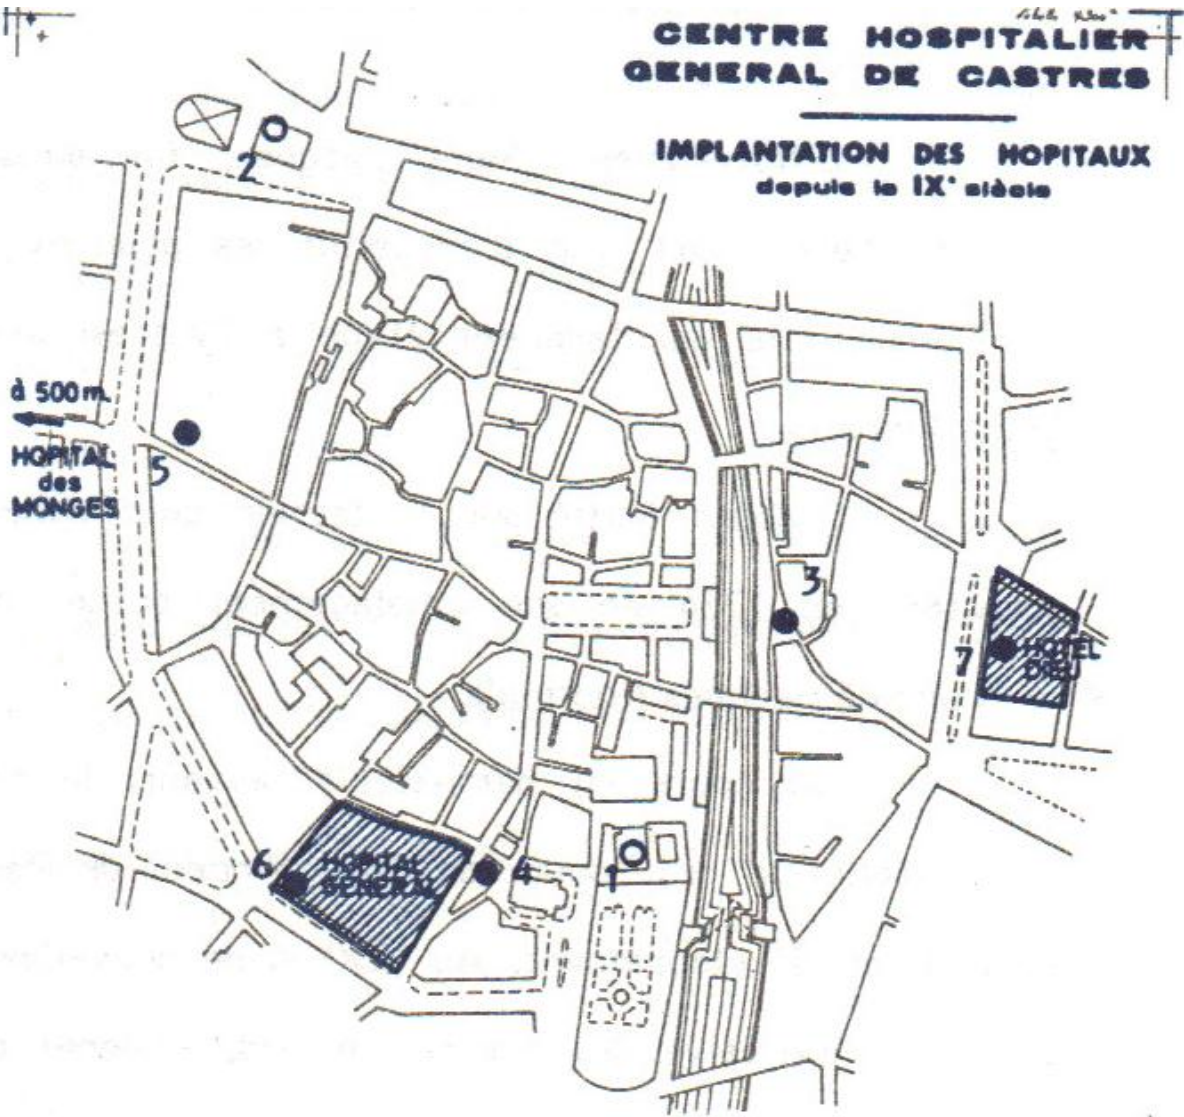 CENTRE HOSPITALIER
GENERAL DE CASTRES
IMPLANTATION DES HOPITAUX
depuis le IX° siècle
2
à 500 m.
HOPITAL
des
MONGES
5
3
7
HOTEL
DIEU
6
HOPITAL
GENERAL
4
1